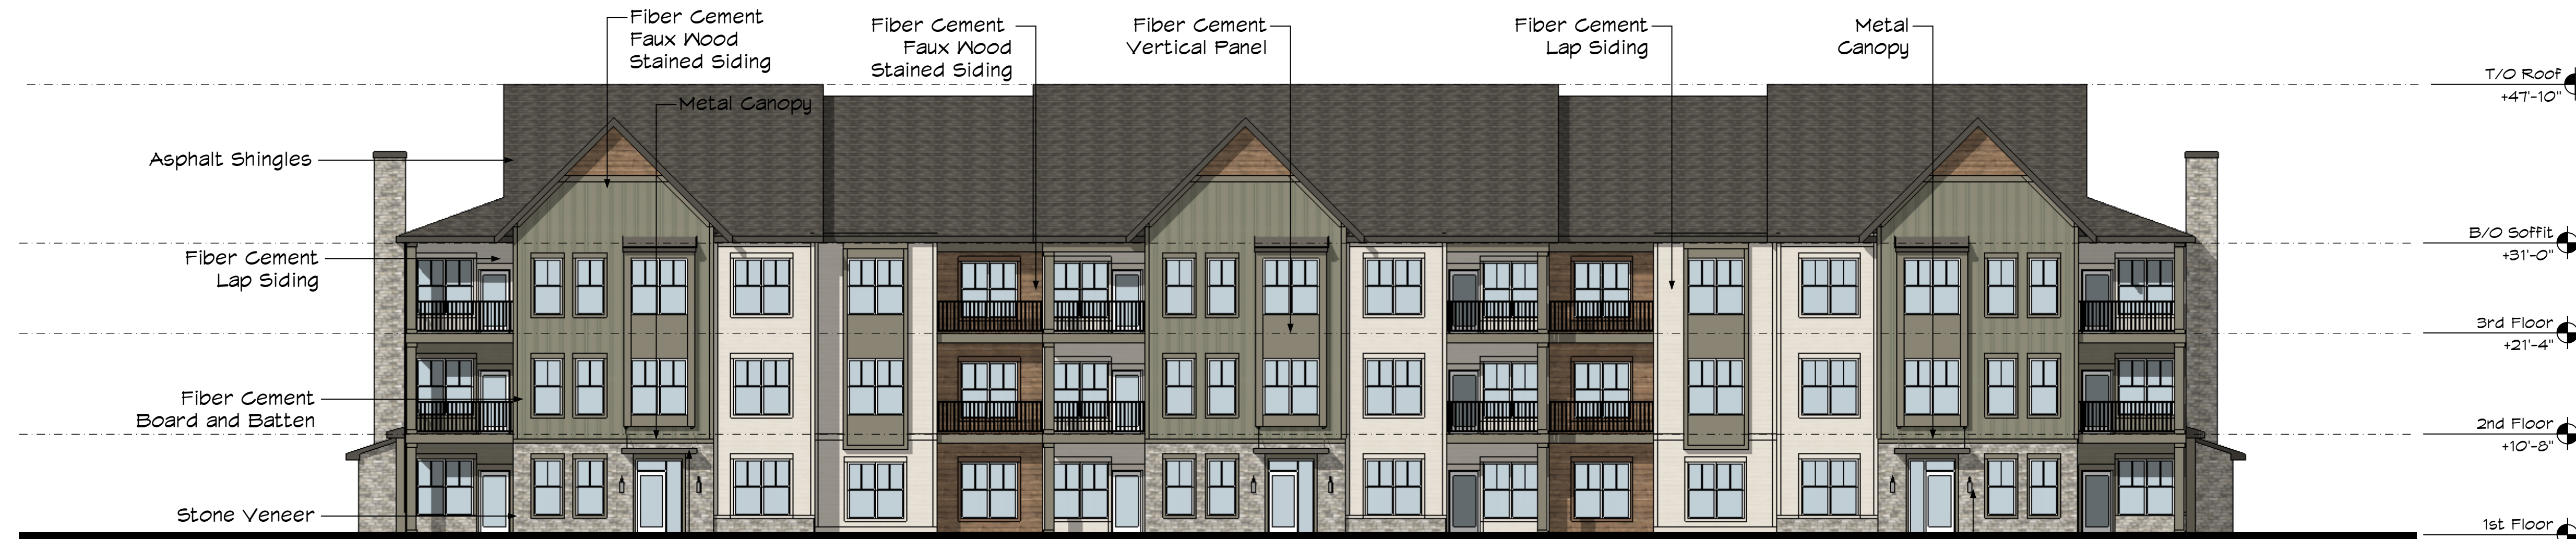 Fiber Cement
Faux Wood
Stained Siding
Fiber Cement
Faux Wood
Stained Siding
Fiber Cement
Vertical Panel
Fiber Cement
Lap Siding
Metal
Canopy
T/O Roof
+47'-10"
Metal Canopy
Asphalt Shingles
B/O Soffit
+31'-0"
Fiber Cement
Lap Siding
3rd Floor
+21'-4"
Fiber Cement
Board and Batten
2nd Floor
+10'-8"
Stone Veneer
1st Floor